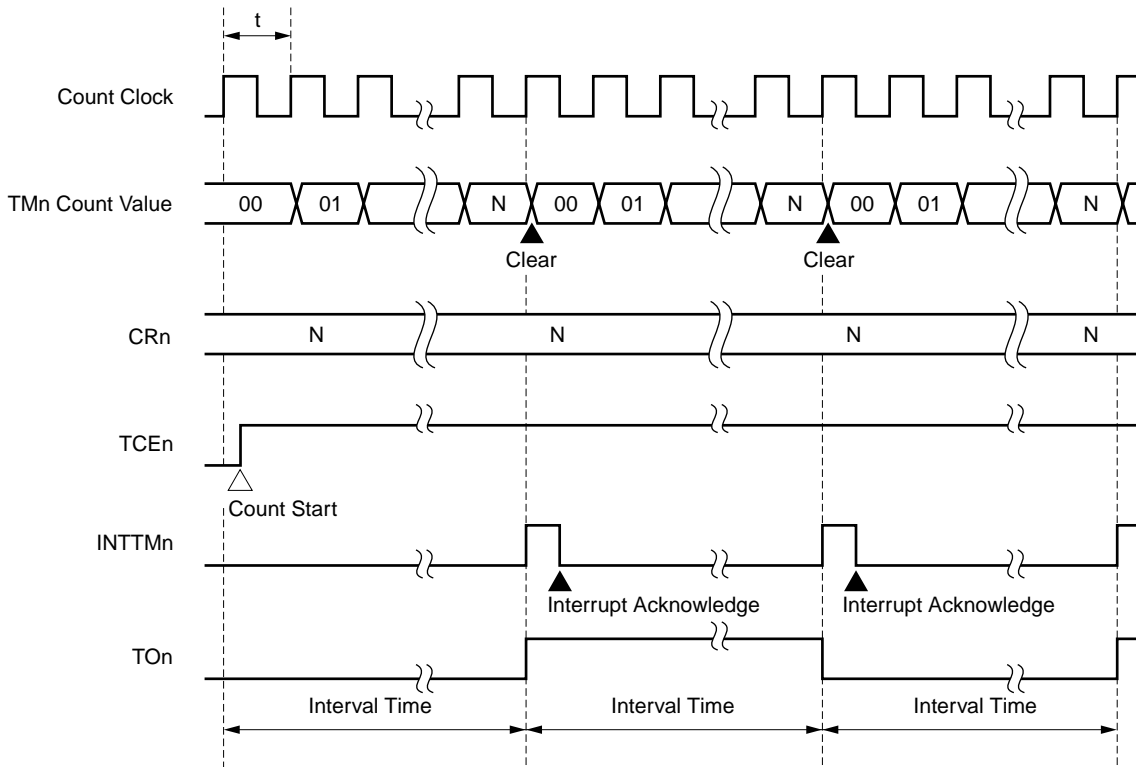 t
Count Clock
TMn Count Value 00 01 N 00 01 N 00 01 N
Clear Clear
CRn N N N N
TCEn
Count Start
INTTMn
Interrupt Acknowledge Interrupt Acknowledge
TOn
Interval Time Interval Time Interval Time